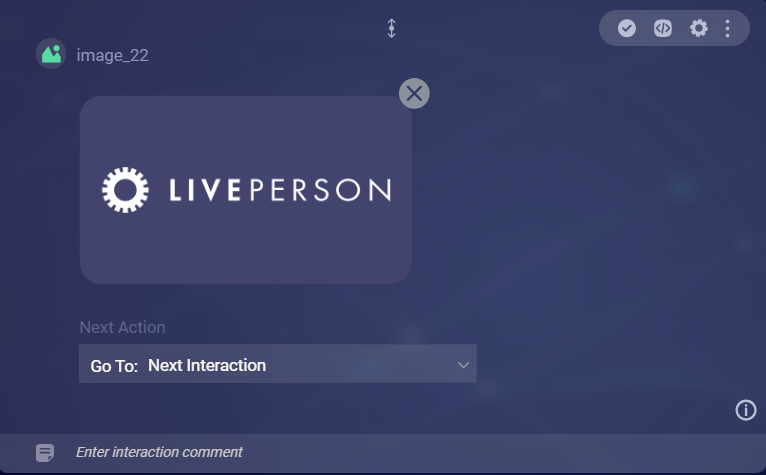 image_22
LIVEPERSON
Next Action
Go To: Next Interaction
Enter interaction comment